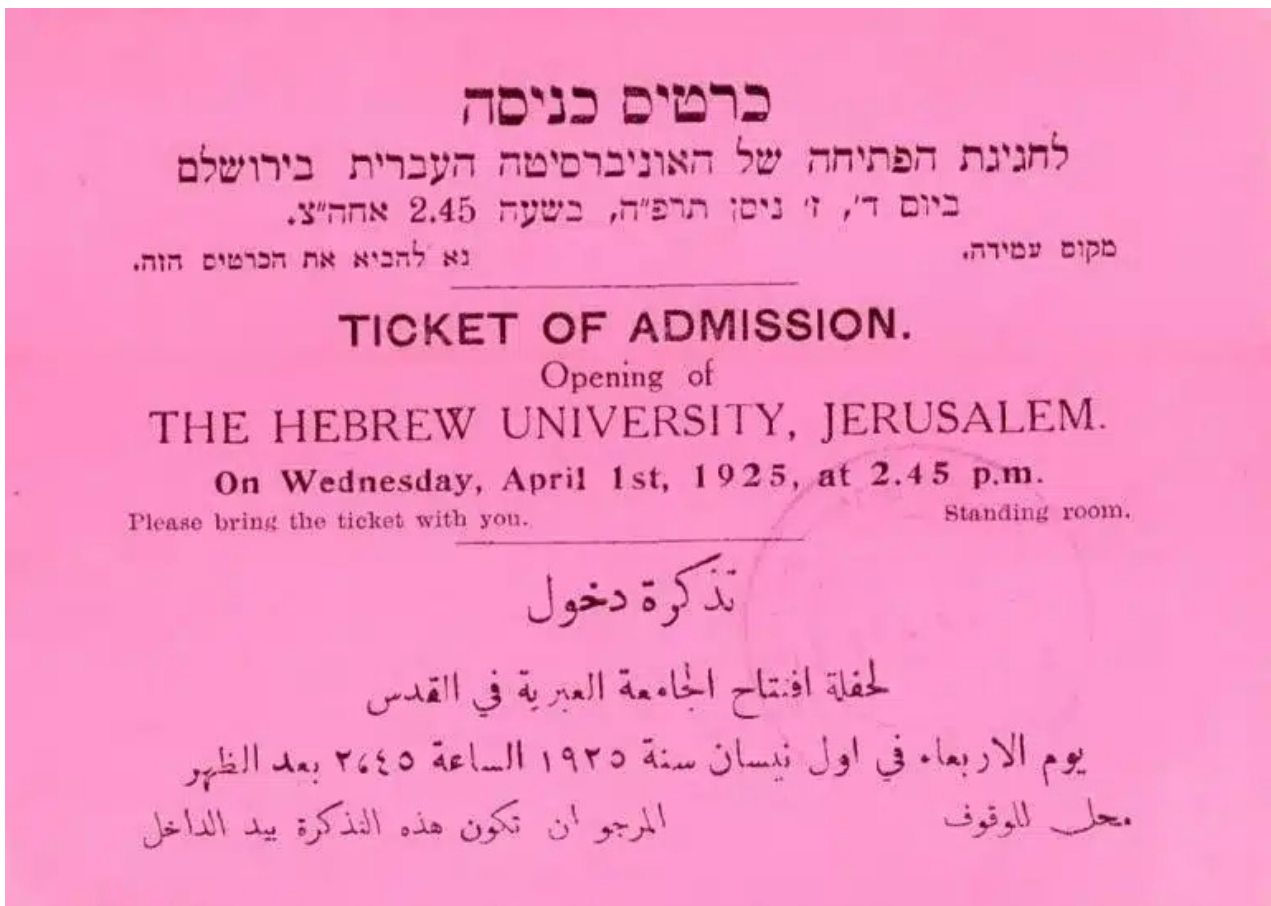 כרטיס כניסה
לחגיגת הפתיחה של האוניברסיטה העברית בירושלם
ביום ד', ז' ניסן תרפ"ה, בשעה 2.45 אחה"צ.
מקום עמידה. נא להביא את הכרטיס הזה.
TICKET OF ADMISSION.
Opening of
THE HEBREW UNIVERSITY, JERUSALEM.
On Wednesday, April 1st, 1925, at 2.45 p.m.
Please bring the ticket with you. Standing room.
تذكرة دخول
لحفلة افتتاح الجامعة العبرية في القدس
يوم الاربعاء في اول نيسان سنة ١٩٢٥ الساعة ٢،٤٥ بعد الظهر
محل للوقوف المرجو ان تكون هذه التذكرة بيد الداخل